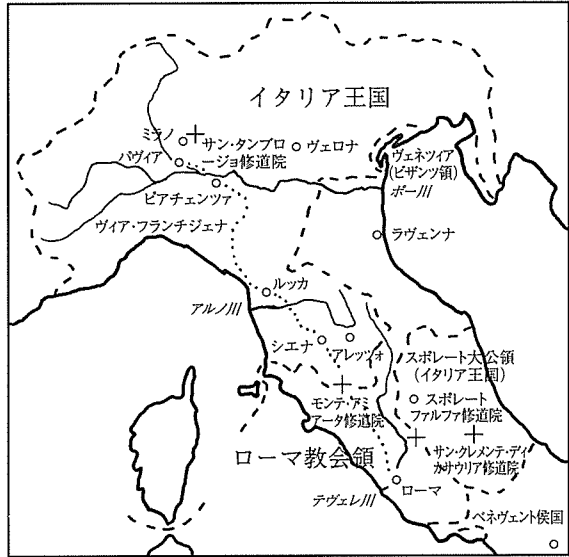 イタリア王国
ミラノ
サン・タンブロ
ージョ修道院
ヴェローナ
パヴィア
ヴェネツィア
(ビザンツ領)
ポー川
ピアチェンツァ
ヴィア・フランチジェナ
ラヴェンナ
ルッカ
アルノ川
シエナ
アレッツォ
スポレート大公領
(イタリア王国)
スポレート
モンテ・アミ
アータ修道院
ファルファ修道院
サン・クレメンテ・ディ
カサウリア修道院
ローマ教会領
ローマ
テヴェレ川
ベネヴェント侯国